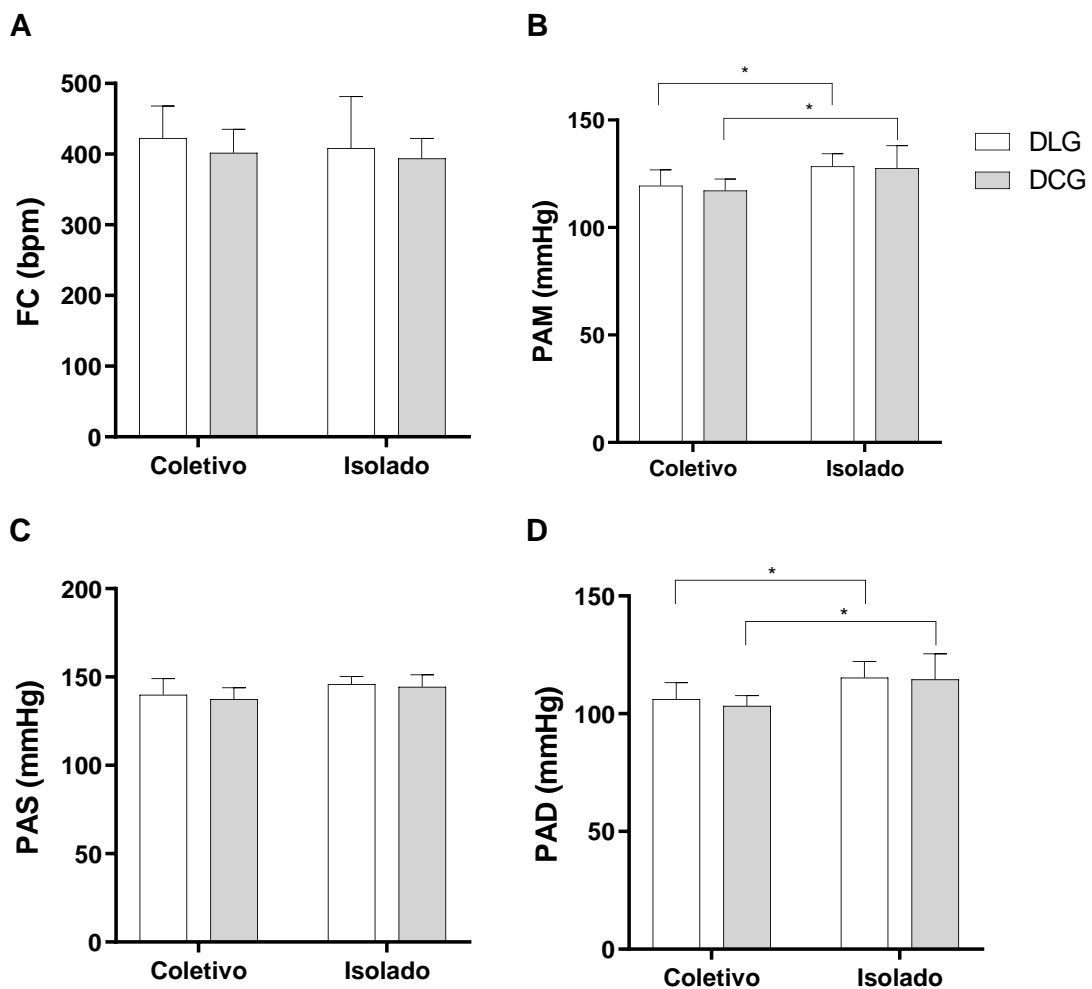 A
500
400
300
200
100
0
FC (bpm)
Coletivo
Isolado
B
*
*
150
100
50
0
PAM (mmHg)
Coletivo
Isolado
DLG
DCG
C
200
150
100
50
0
PAS (mmHg)
Coletivo
Isolado
D
*
*
150
100
50
0
PAD (mmHg)
Coletivo
Isolado